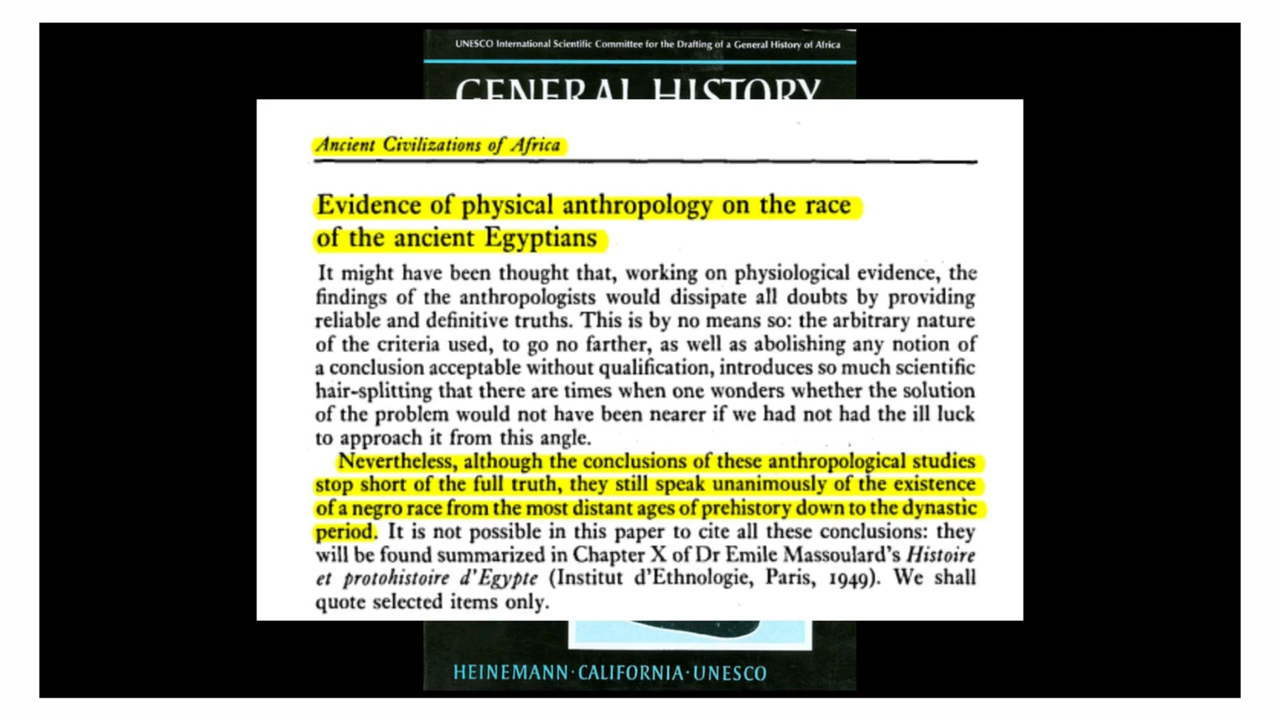 UNESCO International Scientific Committee for the Drafting of a General History of Africa
GENERAL HISTORY
Ancient Civilizations of Africa
Evidence of physical anthropology on the race
of the ancient Egyptians
It might have been thought that, working on physiological evidence, the
findings of the anthropologists would dissipate all doubts by providing
reliable and definitive truths. This is by no means so: the arbitrary nature
of the criteria used, to go no farther, as well as abolishing any notion of
a conclusion acceptable without qualification, introduces so much scientific
hair-splitting that there are times when one wonders whether the solution
of the problem would not have been nearer if we had not had the ill luck
to approach it from this angle.
Nevertheless, although the conclusions of these anthropological studies
stop short of the full truth, they still speak unanimously of the existence
of a negro race from the most distant ages of prehistory down to the dynastic
period. It is not possible in this paper to cite all these conclusions: they
will be found summarized in Chapter X of Dr Emile Massoulard's Histoire
et protohistoire d'Egypte (Institut d'Ethnologie, Paris, 1949). We shall
quote selected items only.
HEINEMANN·CALIFORNIA·UNESCO